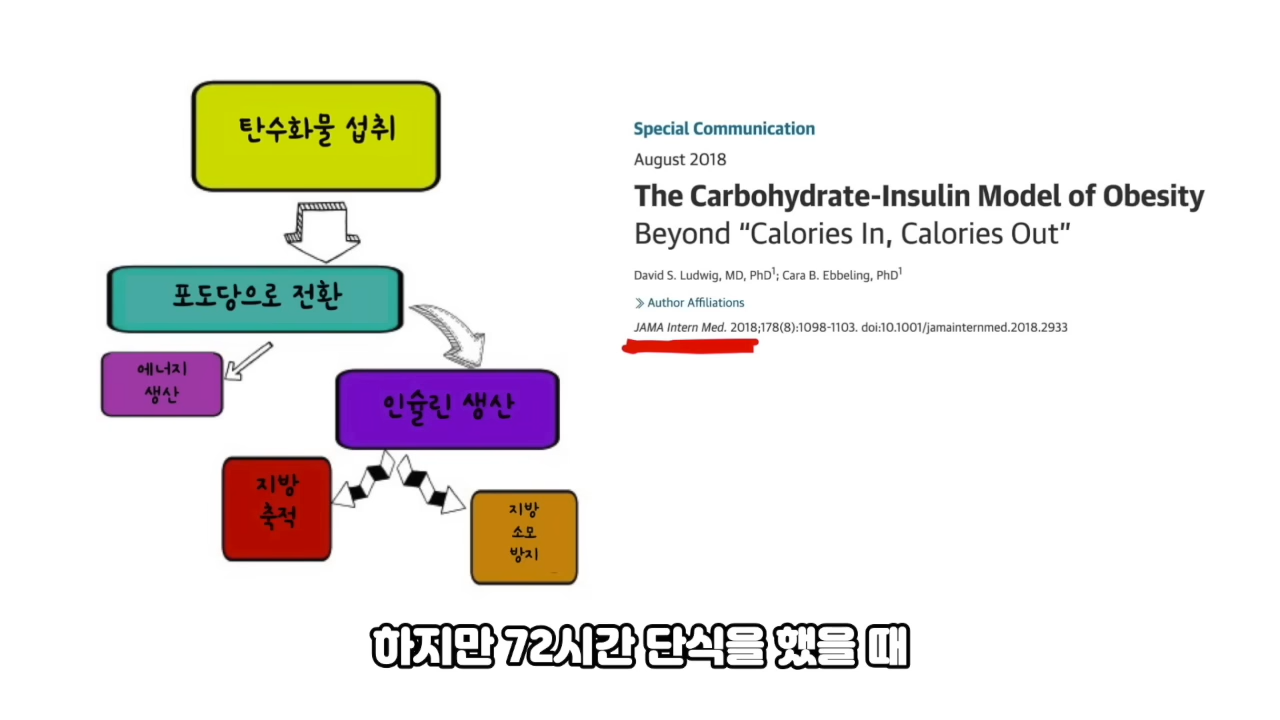 탄수화물 섭취
포도당으로 전환
에너지
생산
인슐린 생산
지방
축적
지방
소모
방지
Special Communication
August 2018
The Carbohydrate-Insulin Model of Obesity
Beyond “Calories In, Calories Out”
David S. Ludwig, MD, PhD1; Cara B. Ebbeling, PhD1
Author Affiliations
JAMA Intern Med. 2018;178(8):1098-1103. doi:10.1001/jamainternmed.2018.2933
하지만 72시간 단식을 했을 때